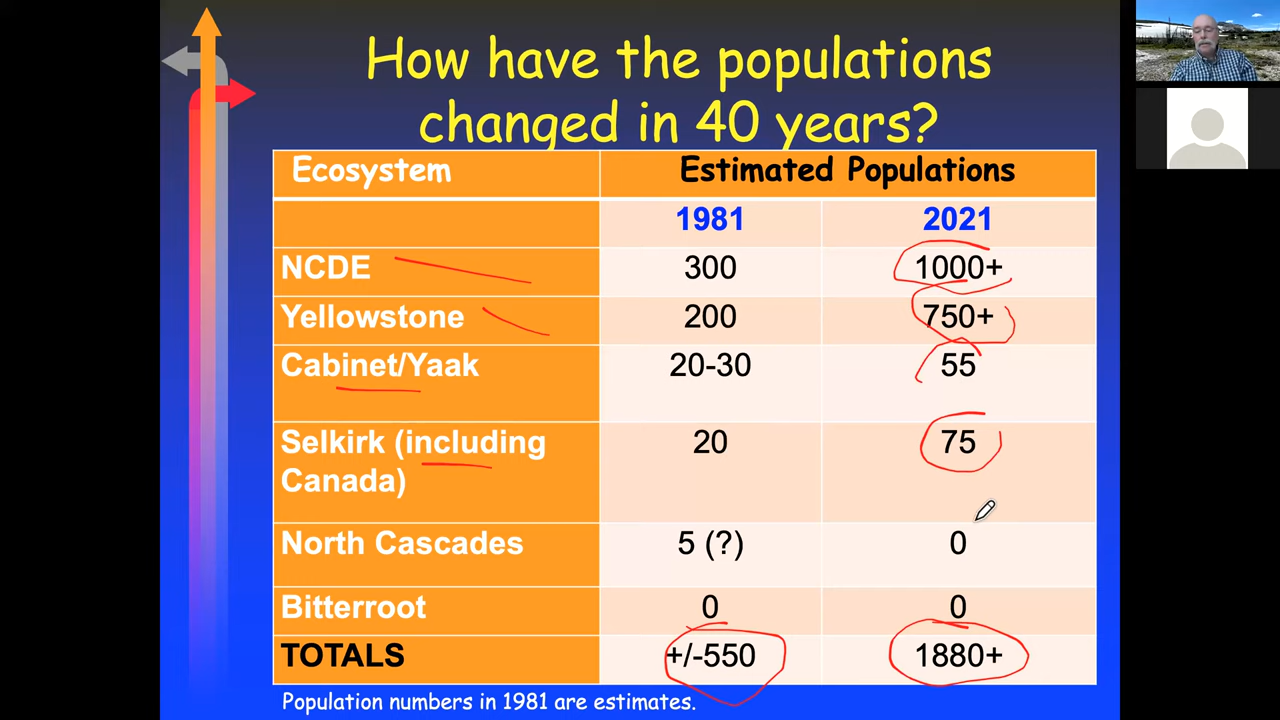 How have the populations
changed in 40 years?
Ecosystem Estimated Populations
1981 2021
NCDE 300 1000+
Yellowstone 200 750+
Cabinet/Yaak 20-30 55
Selkirk (including 20 75
Canada)
North Cascades 5 (?) 0
Bitterroot 0 0
TOTALS +/-550 1880+
Population numbers in 1981 are estimates.